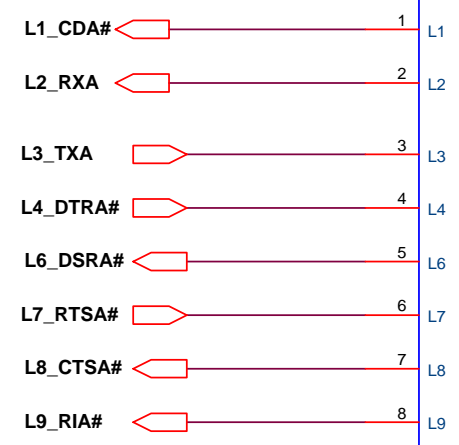 L1_CDA# 1 L1
L2_RXA 2 L2
L3_TXA 3 L3
L4_DTRA# 4 L4
L6_DSRA# 5 L6
L7_RTSA# 6 L7
L8_CTSA# 7 L8
L9_RIA# 8 L9